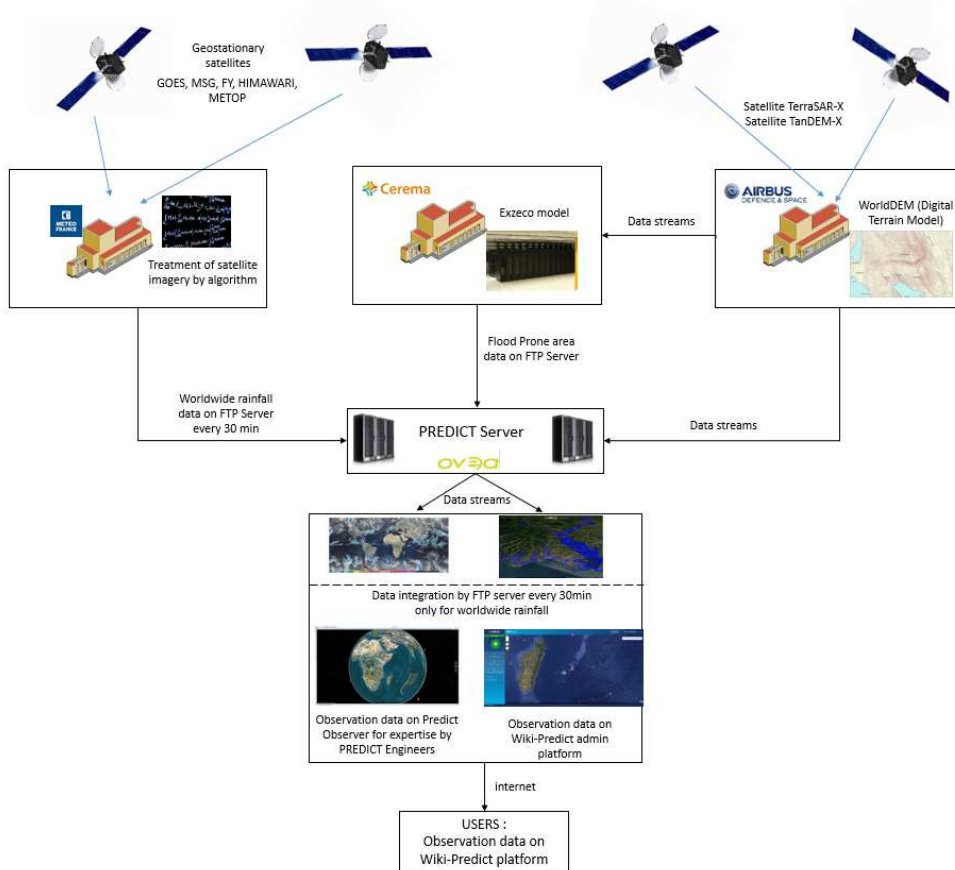 Geostationary
satellites
GOES, MSG, FY, HIMAWARI,
METOP
Satellite TerraSAR-X
Satellite TanDEM-X
METEO
FRANCE
Treatment of satellite
imagery by algorithm
Cerema
Exzeco model
Data streams
AIRBUS
DEFENCE & SPACE
WorldDEM (Digital
Terrain Model)
Flood Prone area
data on FTP Server
Worldwide rainfall
data on FTP Server
every 30 min
PREDICT Server
ovea
Data streams
Data streams
Data integration by FTP server every 30min
only for worldwide rainfall
Observation data on Predict
Observer for expertise by
PREDICT Engineers
Observation data on
Wiki-Predict admin
platform
internet
USERS :
Observation data on
Wiki-Predict platform